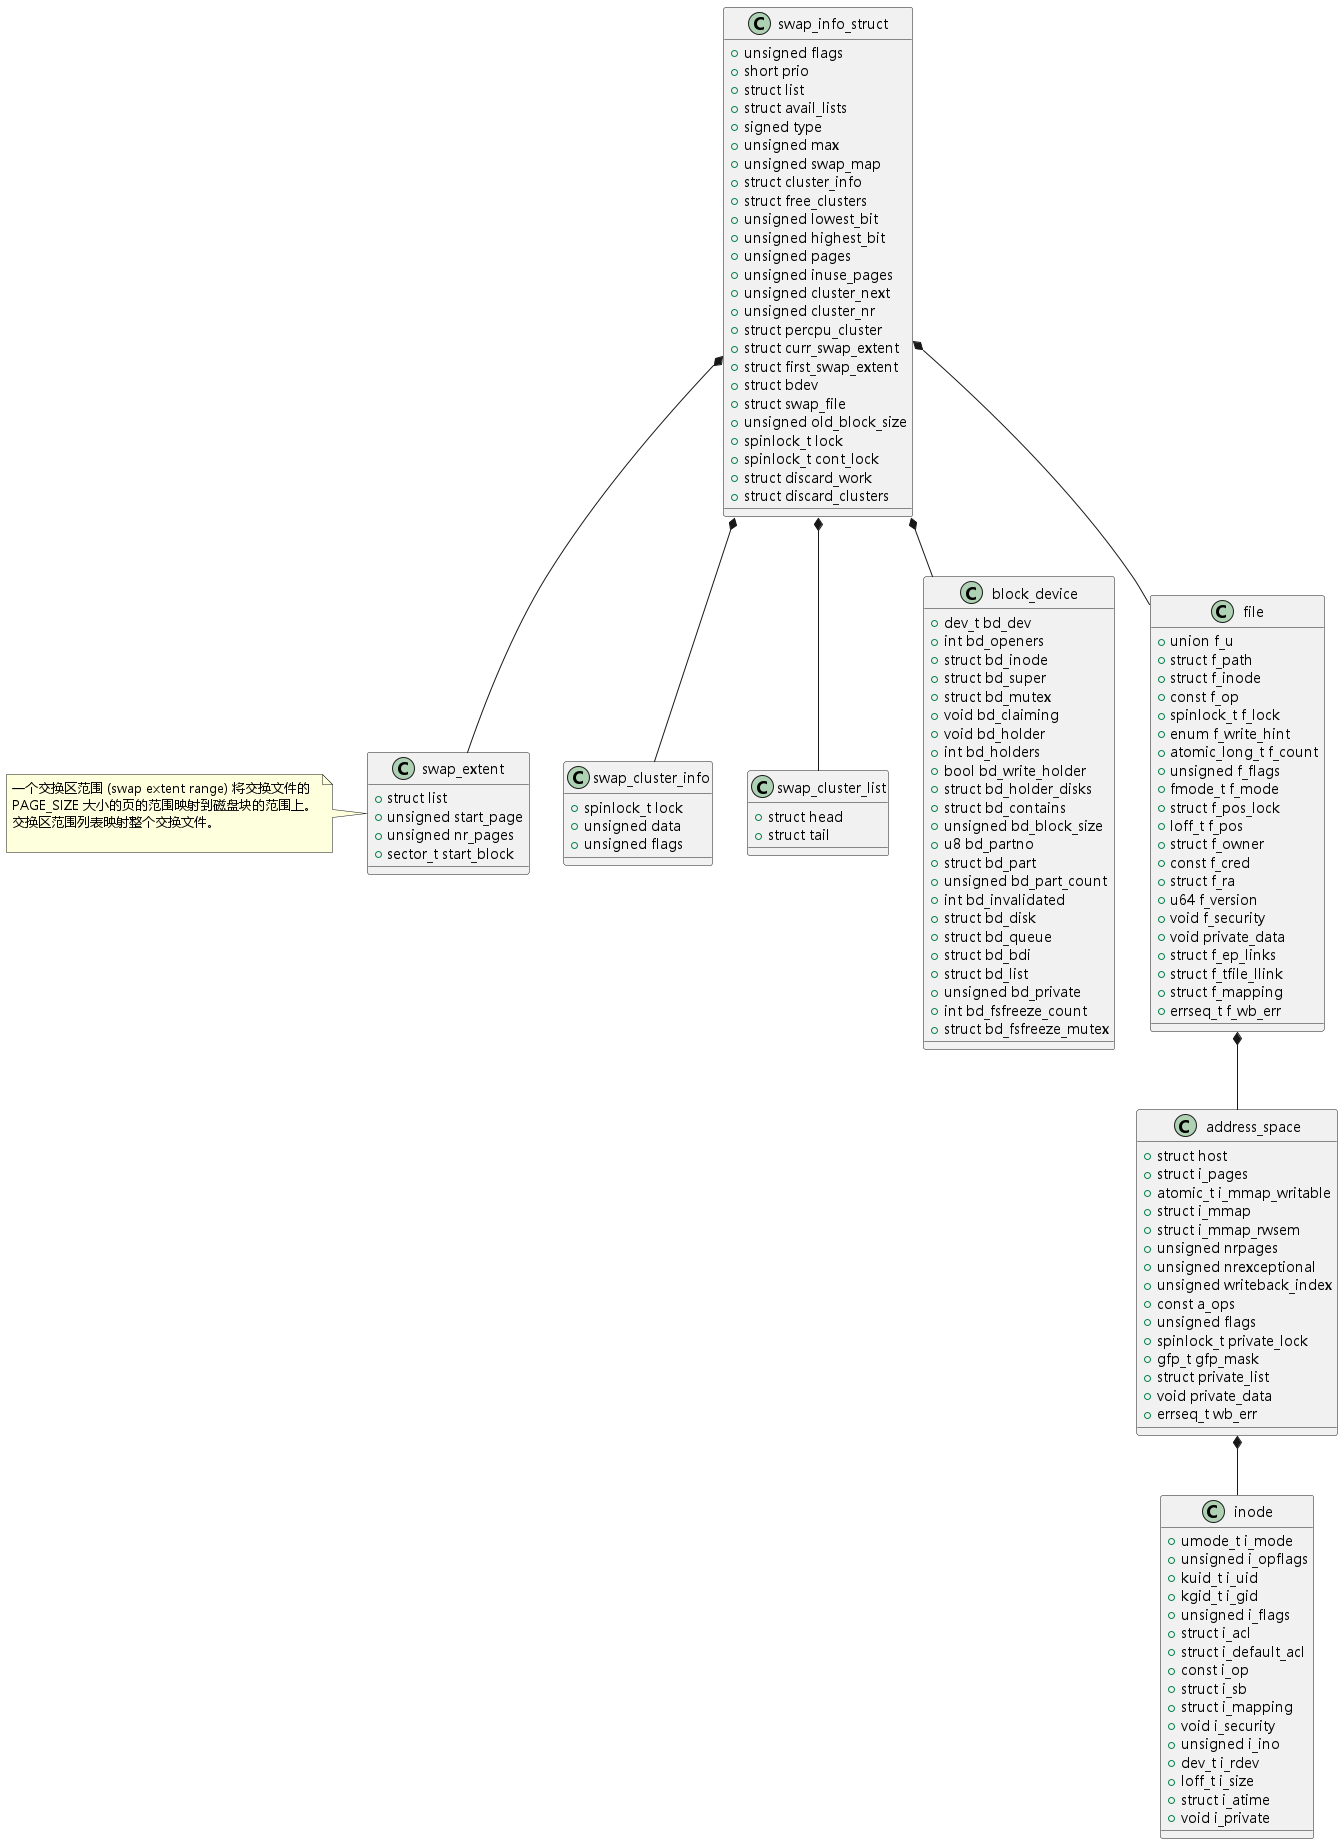 swap_info_struct
unsigned flags
short prio
struct list
struct avail_lists
signed type
unsigned max
unsigned swap_map
struct cluster_info
struct free_clusters
unsigned lowest_bit
unsigned highest_bit
unsigned pages
unsigned inuse_pages
unsigned cluster_next
unsigned cluster_nr
struct percpu_cluster
struct curr_swap_extent
struct first_swap_extent
struct bdev
struct swap_file
unsigned old_block_size
spinlock_t lock
spinlock_t cont_lock
struct discard_work
struct discard_clusters
一个交换区范围 (swap extent range) 将交换文件的
PAGE_SIZE 大小的页的范围映射到磁盘块的范围上。
交换区范围列表映射整个交换文件。
swap_extent
struct list
unsigned start_page
unsigned nr_pages
sector_t start_block
swap_cluster_info
spinlock_t lock
unsigned data
unsigned flags
swap_cluster_list
struct head
struct tail
block_device
dev_t bd_dev
int bd_openers
struct bd_inode
struct bd_super
struct bd_mutex
void bd_claiming
void bd_holder
int bd_holders
bool bd_write_holder
struct bd_holder_disks
struct bd_contains
unsigned bd_block_size
u8 bd_partno
struct bd_part
unsigned bd_part_count
int bd_invalidated
struct bd_disk
struct bd_queue
struct bd_bdi
struct bd_list
unsigned bd_private
int bd_fsfreeze_count
struct bd_fsfreeze_mutex
file
union f_u
struct f_path
struct f_inode
const f_op
spinlock_t f_lock
enum f_write_hint
atomic_long_t f_count
unsigned f_flags
fmode_t f_mode
struct f_pos_lock
loff_t f_pos
struct f_owner
const f_cred
struct f_ra
u64 f_version
void f_security
void private_data
struct f_ep_links
struct f_tfile_llink
struct f_mapping
errseq_t f_wb_err
address_space
struct host
struct i_pages
atomic_t i_mmap_writable
struct i_mmap
struct i_mmap_rwsem
unsigned nrpages
unsigned nrexceptional
unsigned writeback_index
const a_ops
unsigned flags
spinlock_t private_lock
gfp_t gfp_mask
struct private_list
void private_data
errseq_t wb_err
inode
umode_t i_mode
unsigned i_opflags
kuid_t i_uid
kgid_t i_gid
unsigned i_flags
struct i_acl
struct i_default_acl
const i_op
struct i_sb
struct i_mapping
void i_security
unsigned i_ino
dev_t i_rdev
loff_t i_size
struct i_atime
void i_private